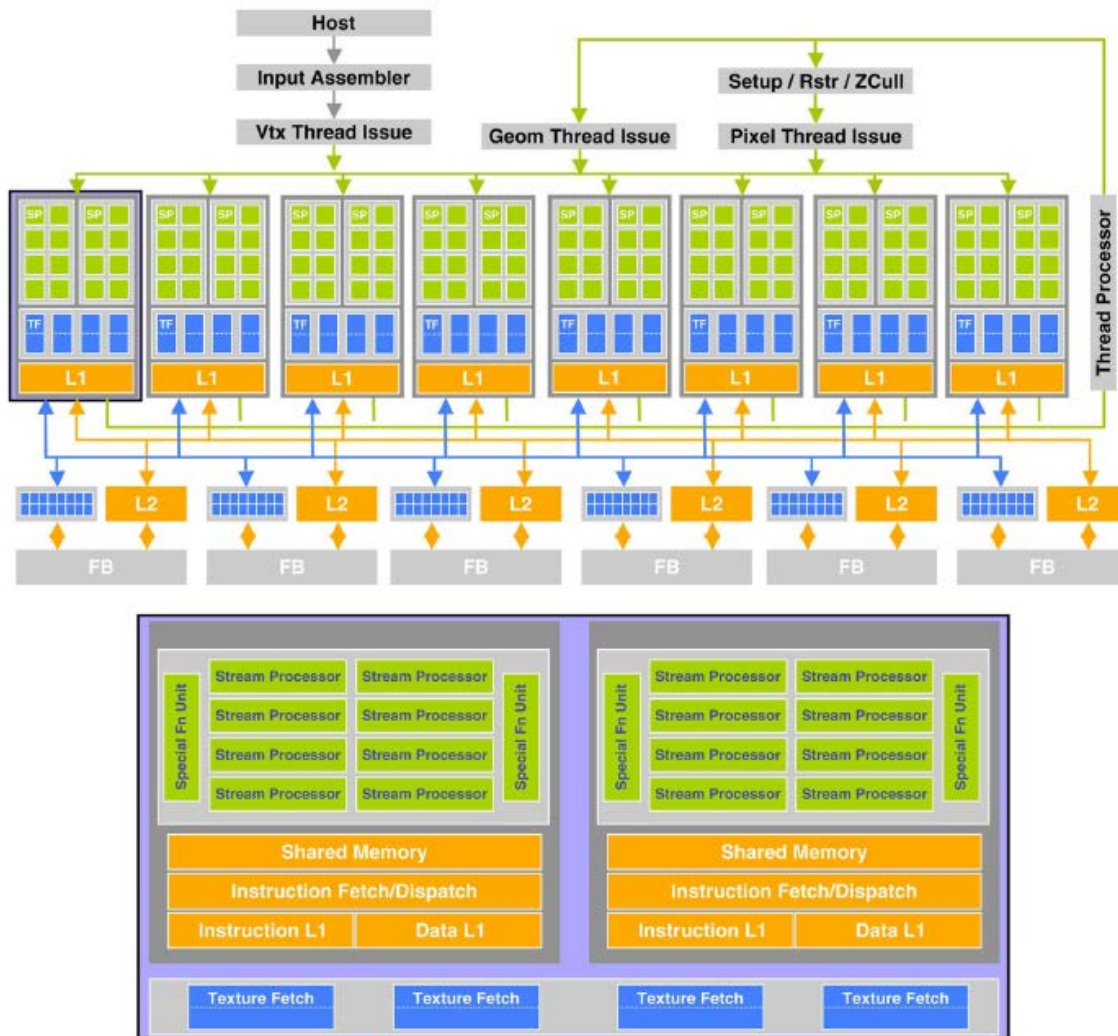 Host
Input Assembler
Setup / Rstr / ZCull
Vtx Thread Issue
Geom Thread Issue
Pixel Thread Issue
SP SP SP SP SP SP SP SP SP SP SP SP SP SP SP SP
Thread Processor
TF TF TF TF TF TF TF TF
L1 L1 L1 L1 L1 L1 L1 L1
L2 L2 L2 L2 L2 L2
FB FB FB FB FB FB
Special Fn Unit
Stream Processor Stream Processor
Stream Processor Stream Processor
Stream Processor Stream Processor
Stream Processor Stream Processor
Special Fn Unit
Shared Memory
Instruction Fetch/Dispatch
Instruction L1 Data L1
Special Fn Unit
Stream Processor Stream Processor
Stream Processor Stream Processor
Stream Processor Stream Processor
Stream Processor Stream Processor
Special Fn Unit
Shared Memory
Instruction Fetch/Dispatch
Instruction L1 Data L1
Texture Fetch Texture Fetch Texture Fetch Texture Fetch